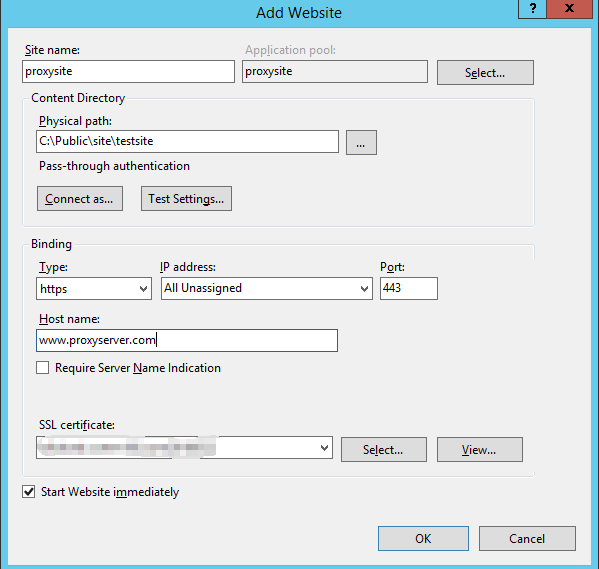 Add Website
?
x
Site name:
Application pool:
proxysite
proxysite
Select...
Content Directory
Physical path:
C:\Public\site\testsite
...
Pass-through authentication
Connect as...
Test Settings...
Binding
Type:
IP address:
Port:
https
All Unassigned
443
Host name:
www.proxyserver.com
Require Server Name Indication
SSL certificate:
Select...
View...
Start Website immediately
OK
Cancel